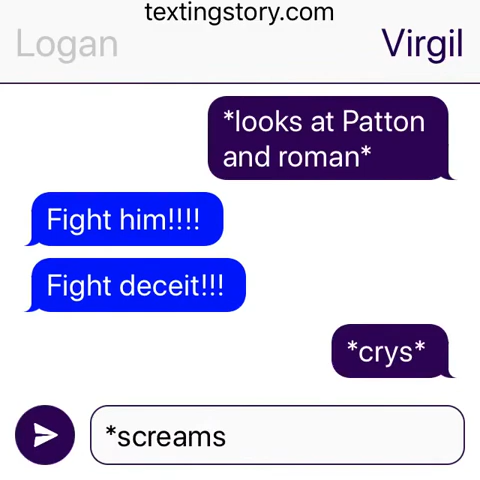 textingstory.com
Logan Virgil
*looks at Patton
and roman*
Fight him!!!!
Fight deceit!!!
*crys*
*screams